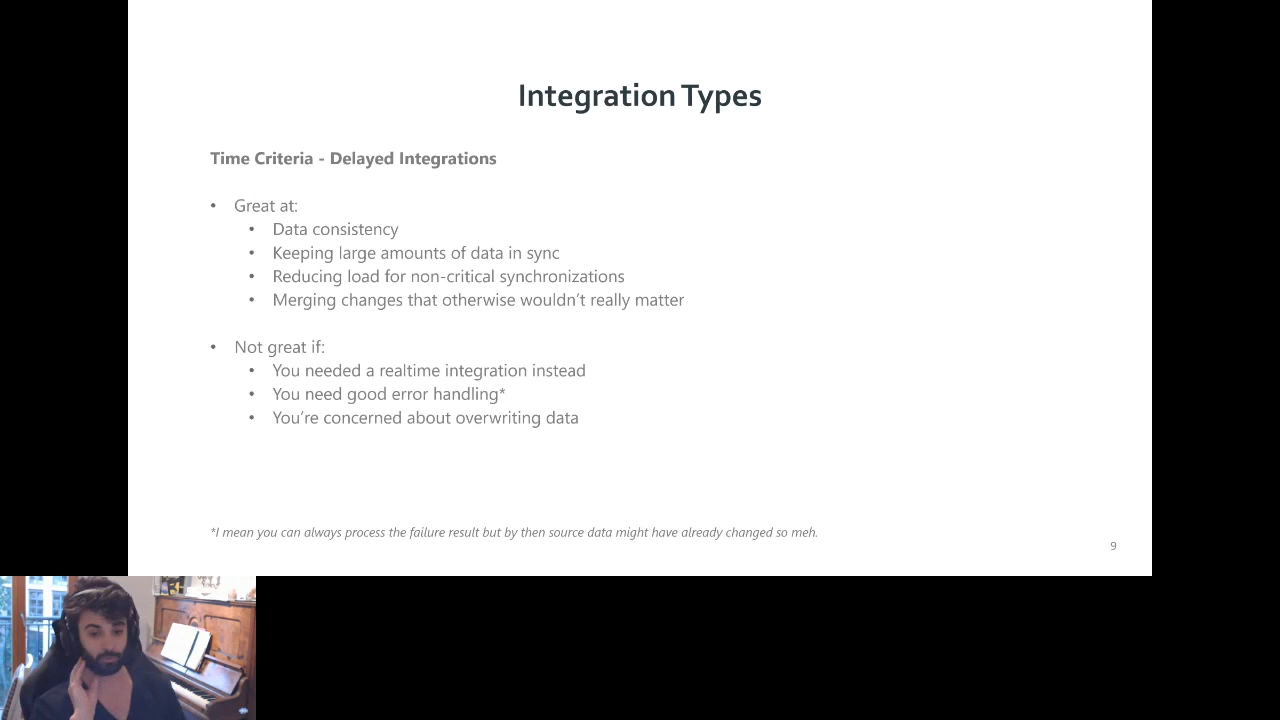 Integration Types
Time Criteria - Delayed Integrations
• Great at:
• Data consistency
• Keeping large amounts of data in sync
• Reducing load for non-critical synchronizations
• Merging changes that otherwise wouldn't really matter
• Not great if:
• You needed a realtime integration instead
• You need good error handling*
• You're concerned about overwriting data
*I mean you can always process the failure result but by then source data might have already changed so meh.
9